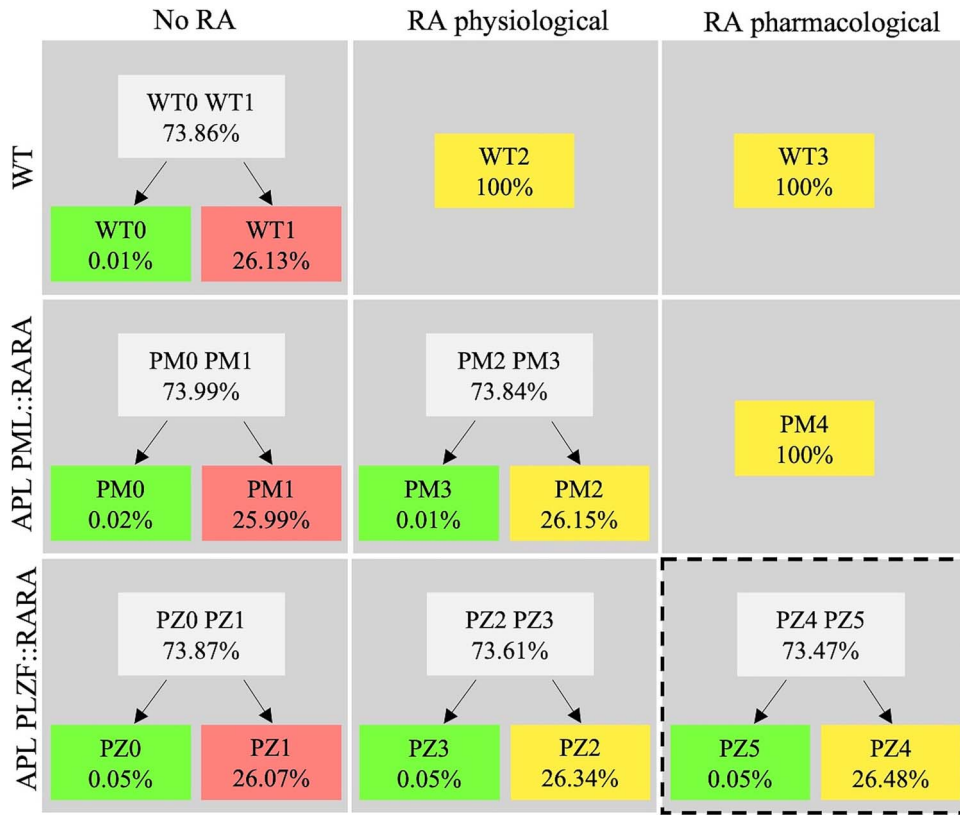 No RA
RA physiological
RA pharmacological
WT
WT0 WT1
73.86%
WT0
0.01%
WT1
26.13%
WT2
100%
WT3
100%
APL PML::RARA
PM0 PM1
73.99%
PM0
0.02%
PM1
25.99%
PM2 PM3
73.84%
PM3
0.01%
PM2
26.15%
PM4
100%
APL PLZF::RARA
PZ0 PZ1
73.87%
PZ0
0.05%
PZ1
26.07%
PZ2 PZ3
73.61%
PZ3
0.05%
PZ2
26.34%
PZ4 PZ5
73.47%
PZ5
0.05%
PZ4
26.48%